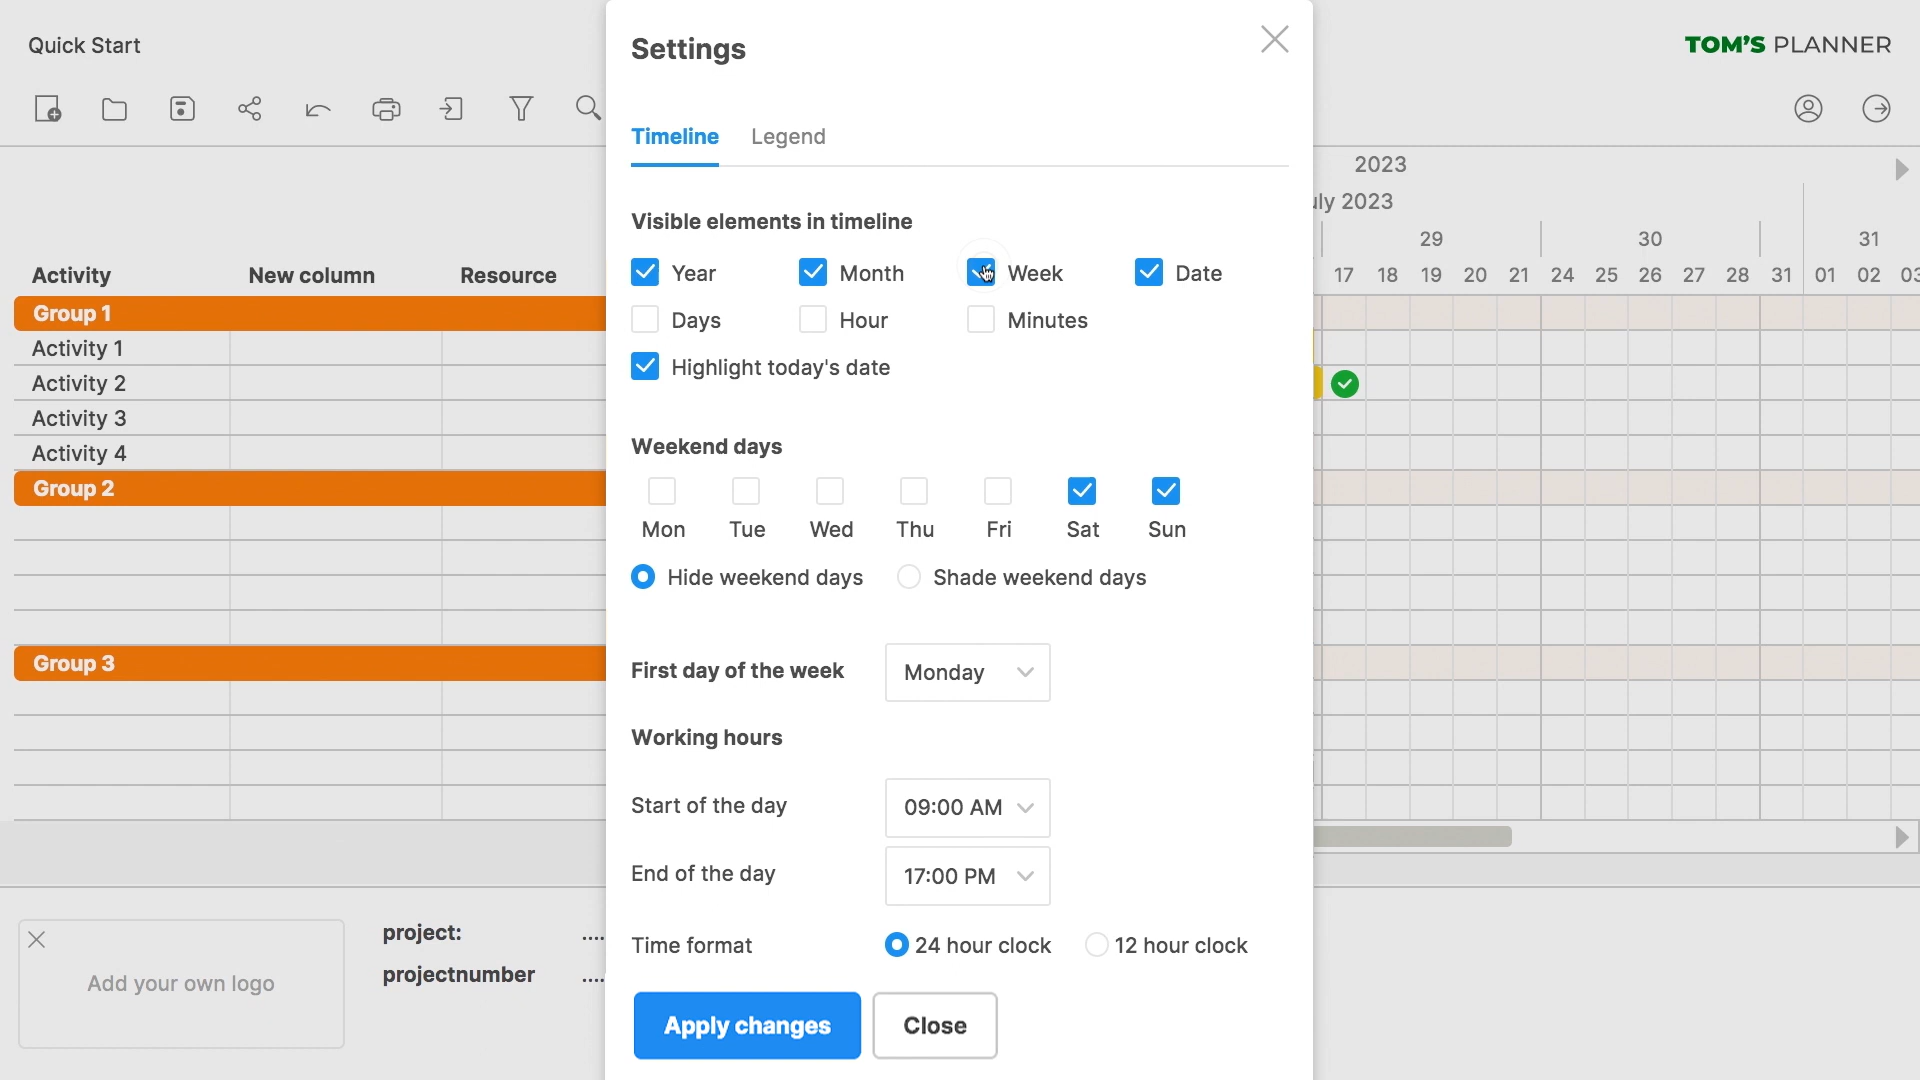 Quick Start
TOM'S PLANNER
Settings
Timeline Legend
Visible elements in timeline
Year Month Week Date
Days Hour Minutes
Highlight today's date
Weekend days
Mon Tue Wed Thu Fri Sat Sun
Hide weekend days Shade weekend days
First day of the week Monday
Working hours
Start of the day 09:00 AM
End of the day 17:00 PM
Time format 24 hour clock 12 hour clock
Apply changes Close
Activity New column Resource
Group 1
Activity 1
Activity 2
Activity 3
Activity 4
Group 2
Group 3
2023
uly 2023
29 30 31
17 18 19 20 21 24 25 26 27 28 31 01 02 03
Add your own logo
project: ....
projectnumber ....